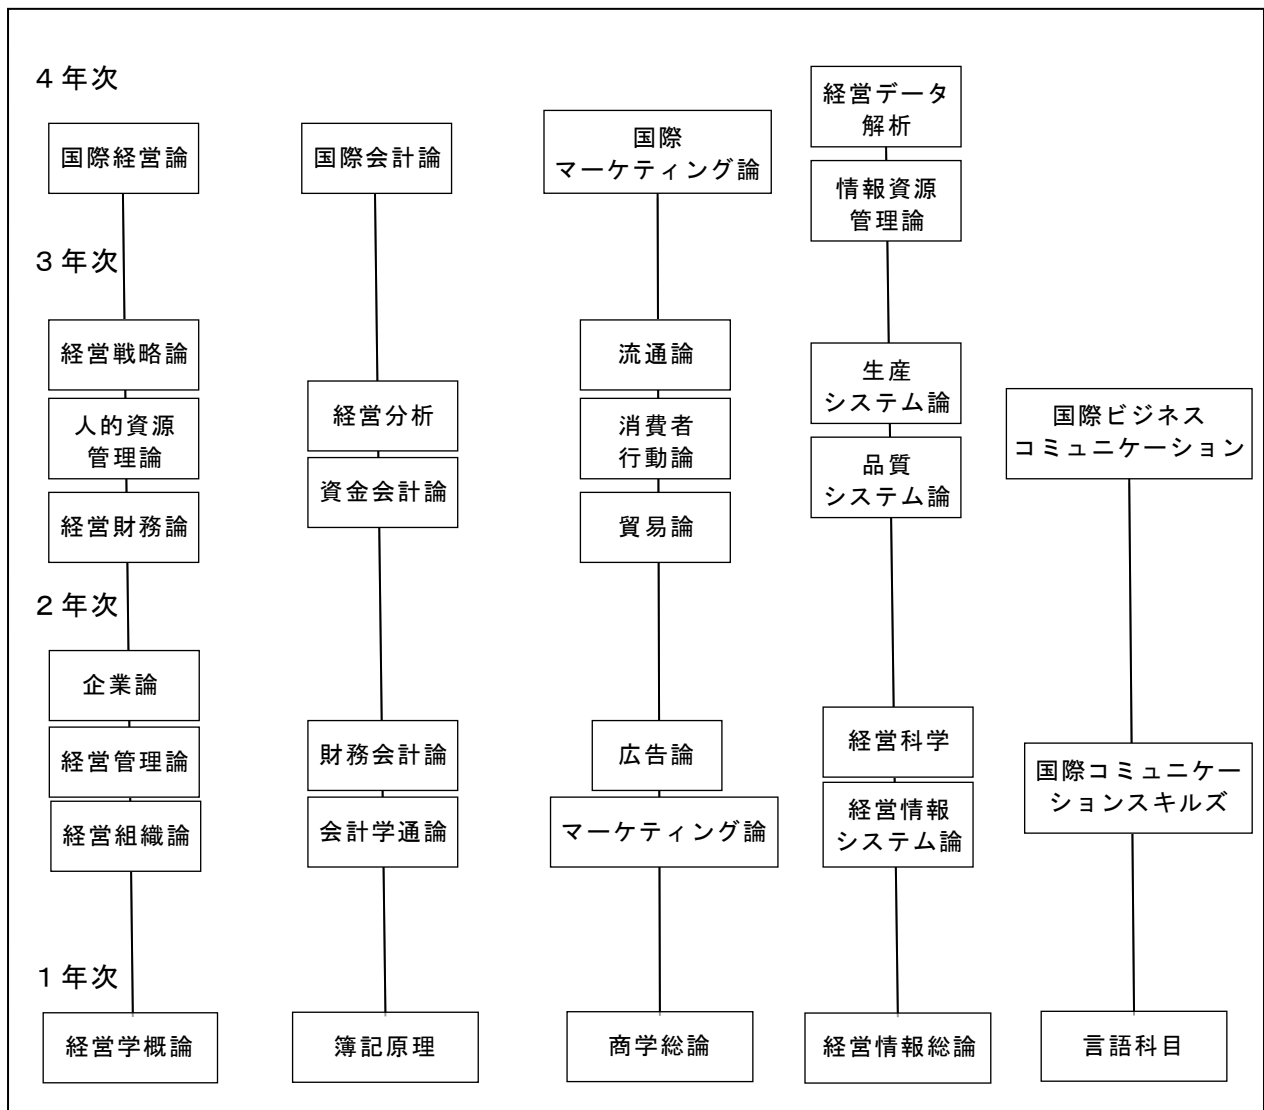 4年次
経営データ
解析
国際経営論
国際会計論
国際
マーケティング論
情報資源
管理論
3年次
経営戦略論
流通論
生産
システム論
人的資源
管理論
経営分析
消費者
行動論
国際ビジネス
コミュニケーション
品質
システム論
資金会計論
経営財務論
貿易論
2年次
企業論
経営管理論
財務会計論
広告論
経営科学
国際コミュニケー
ションスキルズ
経営組織論
会計学通論
マーケティング論
経営情報
システム論
1年次
経営学概論
簿記原理
商学総論
経営情報総論
言語科目